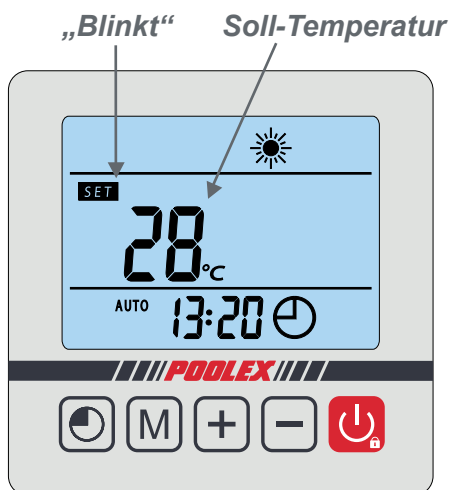 „Blinkt“ Soll-Temperatur
SET
28 °C
AUTO 13:20
POOLEX
M + −